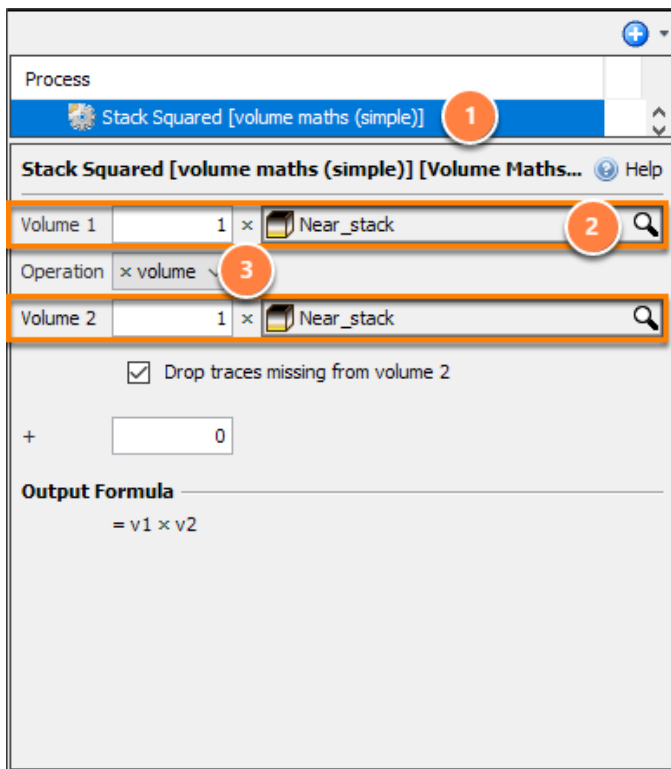 Process
Stack Squared [volume maths (simple)] 1
Stack Squared [volume maths (simple)] [Volume Maths... Help
Volume 1 1 × Near_stack 2
Operation × volume 3
Volume 2 1 × Near_stack
Drop traces missing from volume 2
+ 0
Output Formula
= v1 × v2